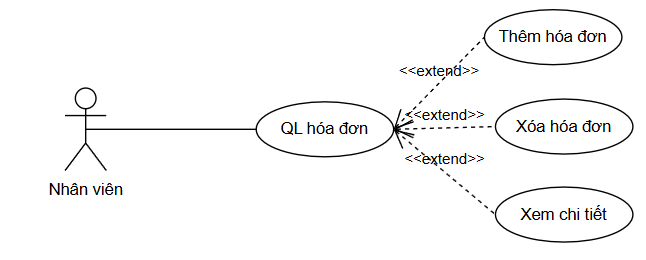 Thêm hóa đơn
<<extend>>
<<extend>>
QL hóa đơn
Xóa hóa đơn
<<extend>>
Nhân viên
Xem chi tiết